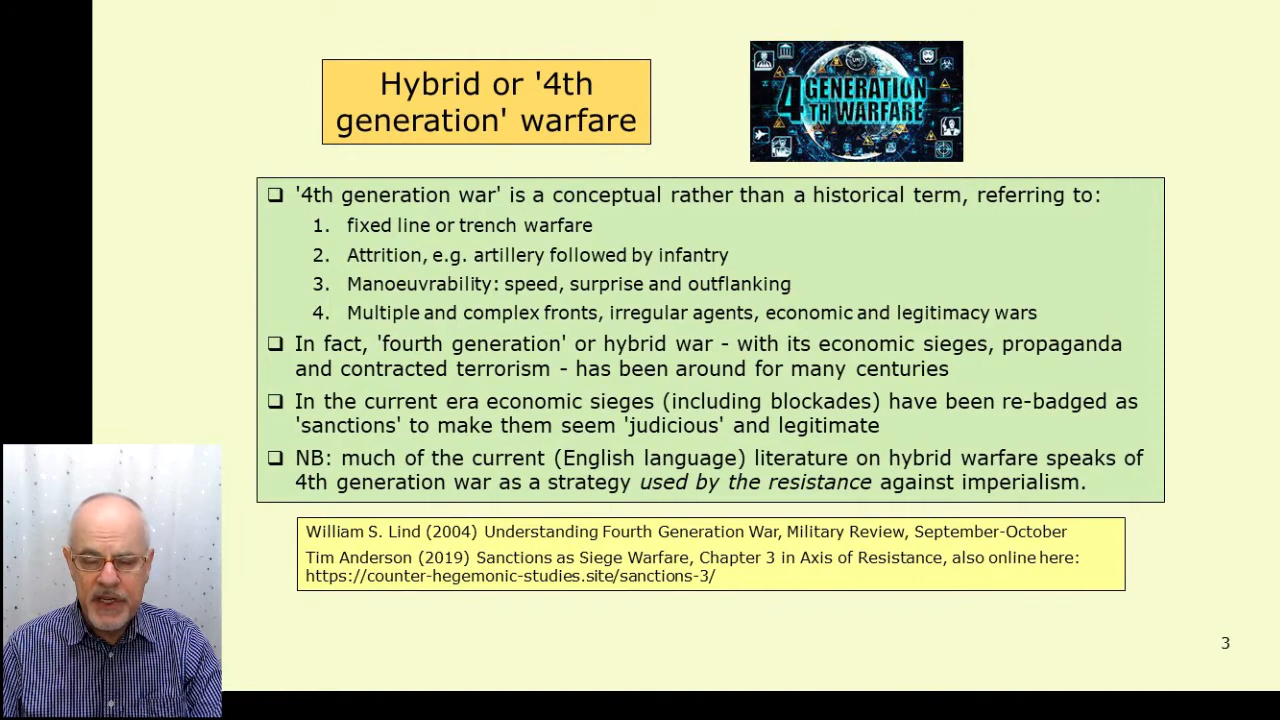 Hybrid or '4th
generation' warfare
4 GENERATION
TH WARFARE
❑ '4th generation war' is a conceptual rather than a historical term, referring to:
1. fixed line or trench warfare
2. Attrition, e.g. artillery followed by infantry
3. Manoeuvrability: speed, surprise and outflanking
4. Multiple and complex fronts, irregular agents, economic and legitimacy wars
❑ In fact, 'fourth generation' or hybrid war - with its economic sieges, propaganda
and contracted terrorism - has been around for many centuries
❑ In the current era economic sieges (including blockades) have been re-badged as
'sanctions' to make them seem 'judicious' and legitimate
❑ NB: much of the current (English language) literature on hybrid warfare speaks of
4th generation war as a strategy used by the resistance against imperialism.
William S. Lind (2004) Understanding Fourth Generation War, Military Review, September-October
Tim Anderson (2019) Sanctions as Siege Warfare, Chapter 3 in Axis of Resistance, also online here:
https://counter-hegemonic-studies.site/sanctions-3/
3